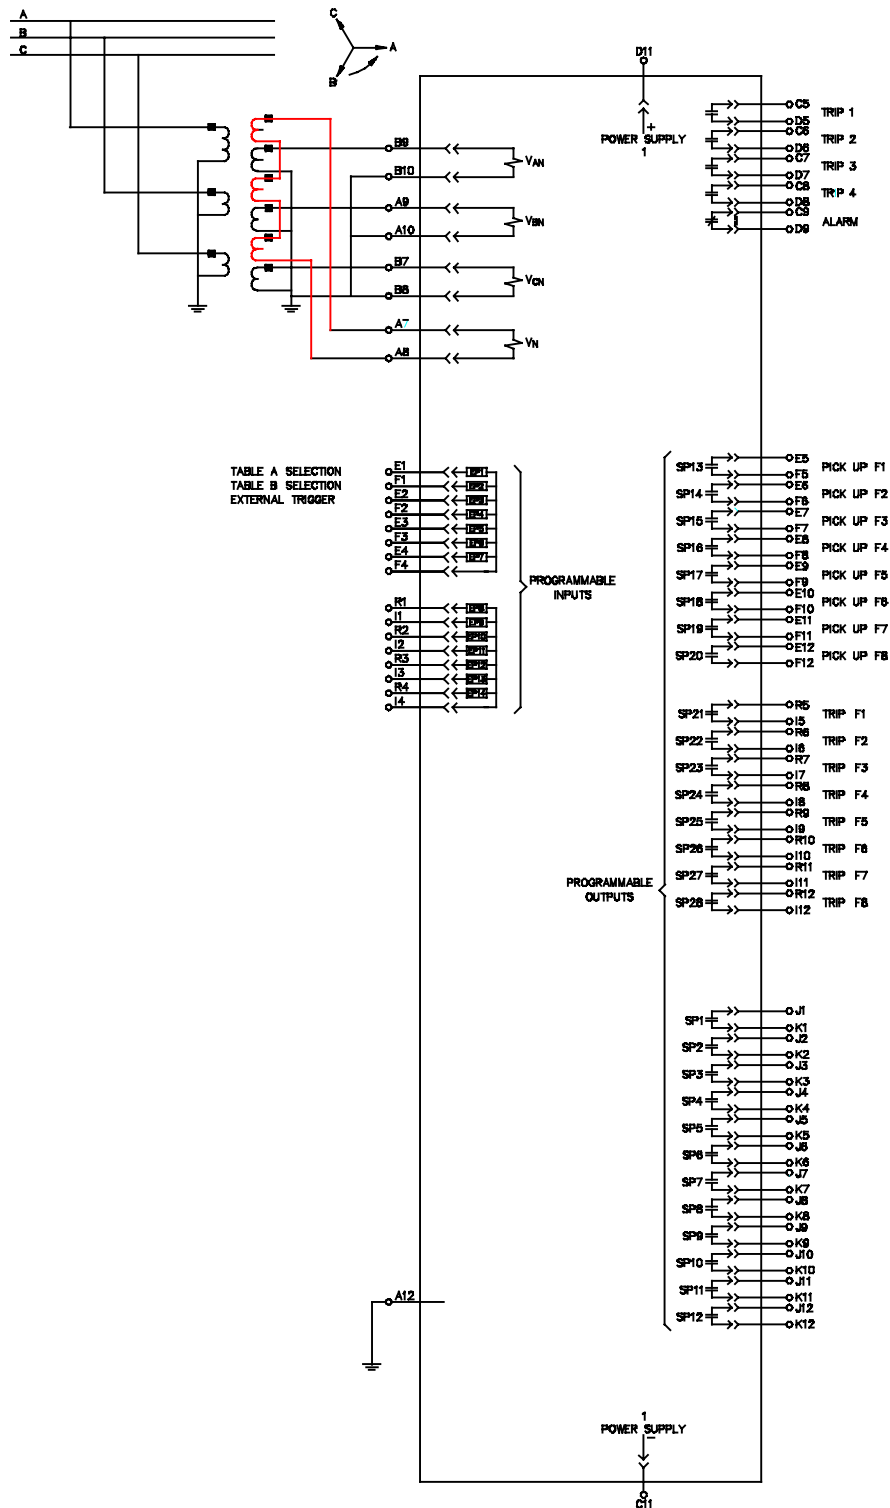 A
B
C
C
A
B
D11
+
POWER SUPPLY
1
B9
B10
VAN
A9
A10
VBN
B7
B8
VCN
A7
A8
VN
C5
D5
TRIP 1
C6
D6
TRIP 2
C7
D7
TRIP 3
C8
D8
TRIP 4
C9
D9
ALARM
TABLE A SELECTION
TABLE B SELECTION
EXTERNAL TRIGGER
E1
F1
E2
F2
E3
F3
E4
F4
R1
I1
R2
I2
R3
I3
R4
I4
PROGRAMMABLE
INPUTS
SP13
E5
F5
PICK UP F1
SP14
E6
F6
PICK UP F2
SP15
E7
F7
PICK UP F3
SP16
E8
F8
PICK UP F4
SP17
E9
F9
PICK UP F5
SP18
E10
F10
PICK UP F6
SP19
E11
F11
PICK UP F7
SP20
E12
F12
PICK UP F8
SP21
R5
I5
TRIP F1
SP22
R6
I6
TRIP F2
SP23
R7
I7
TRIP F3
SP24
R8
I8
TRIP F4
SP25
R9
I9
TRIP F5
SP26
R10
I10
TRIP F6
SP27
R11
I11
TRIP F7
SP28
R12
I12
TRIP F8
PROGRAMMABLE
OUTPUTS
SP1
J1
K1
SP2
J2
K2
SP3
J3
K3
SP4
J4
K4
SP5
J5
K5
SP6
J6
K6
SP7
J7
K7
SP8
J8
K8
SP9
J9
K9
SP10
J10
K10
SP11
J11
K11
SP12
J12
K12
A12
1
POWER SUPPLY
−
C11